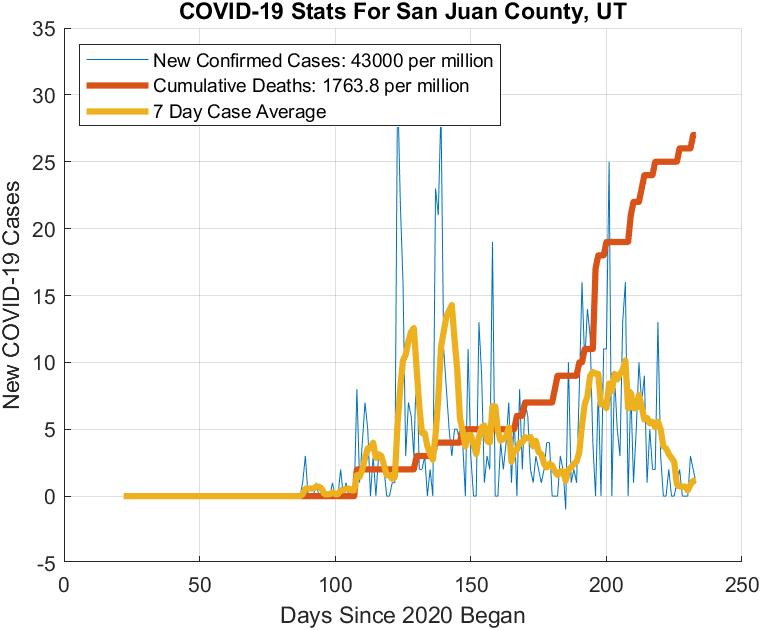 COVID-19 Stats For San Juan County, UT
35
30
25
20
15
10
5
0
-5
New COVID-19 Cases
New Confirmed Cases: 43000 per million
Cumulative Deaths: 1763.8 per million
7 Day Case Average
0 50 100 150 200 250
Days Since 2020 Began